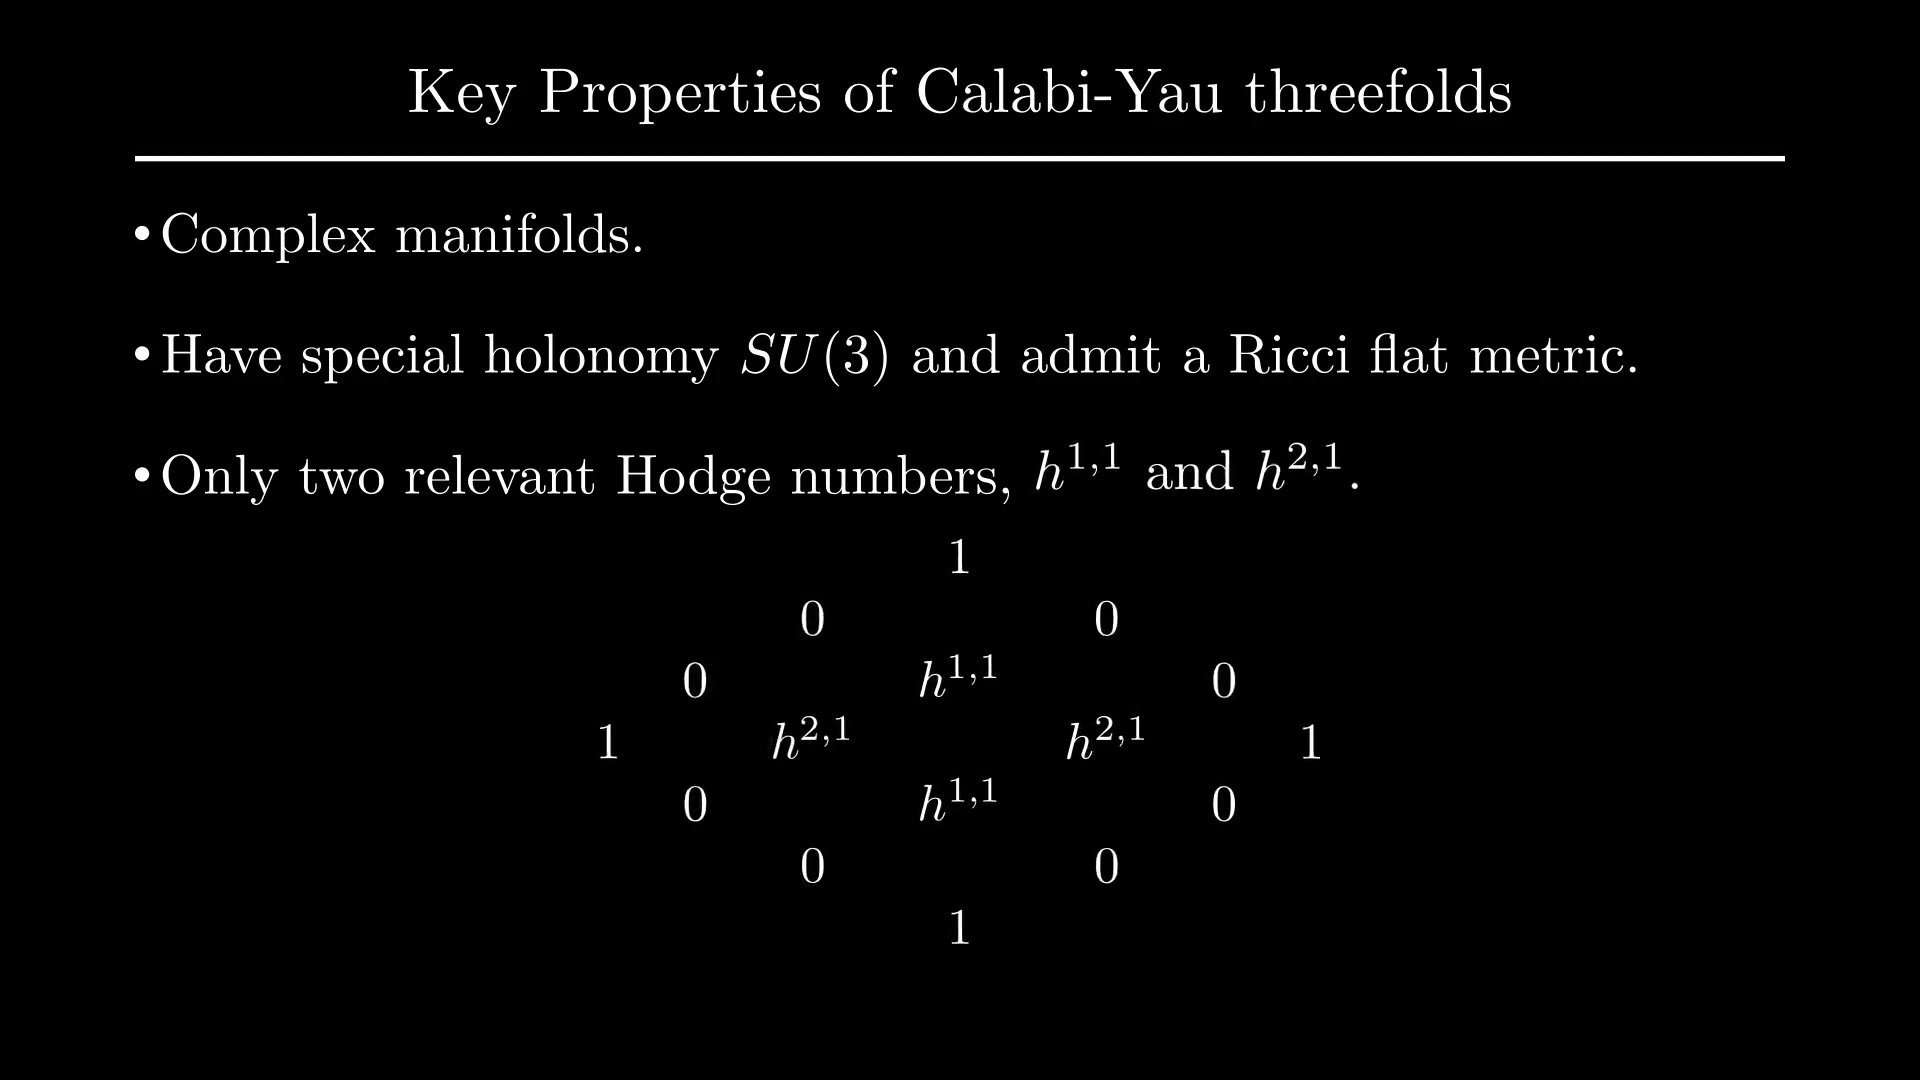 Key Properties of Calabi-Yau threefolds
• Complex manifolds.
• Have special holonomy $SU(3)$ and admit a Ricci flat metric.
• Only two relevant Hodge numbers, $h^{1,1}$ and $h^{2,1}$.
1
0 0
0 $h^{1,1}$ 0
1 $h^{2,1}$ $h^{2,1}$ 1
0 $h^{1,1}$ 0
0 0
1